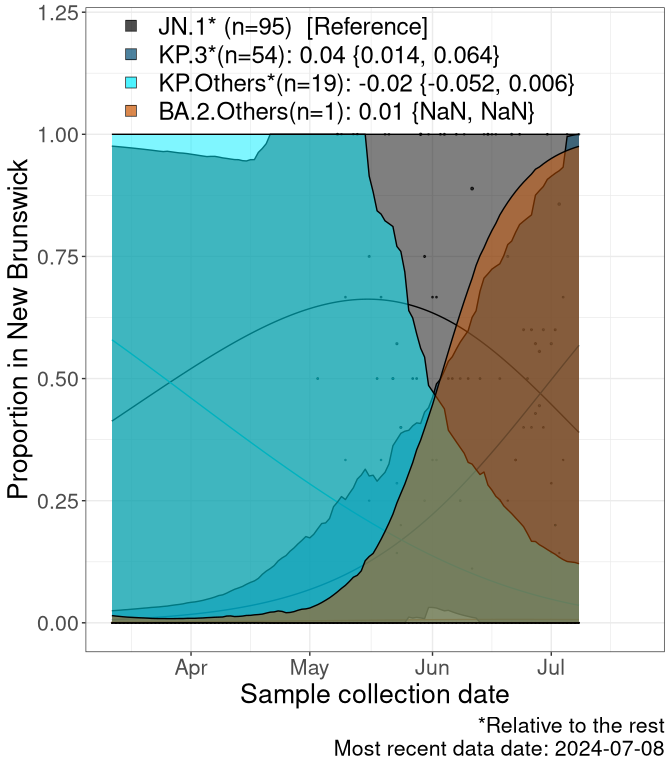 JN.1* (n=95)  [Reference]
KP.3*(n=54): 0.04 {0.014, 0.064}
KP.Others*(n=19): -0.02 {-0.052, 0.006}
BA.2.Others(n=1): 0.01 {NaN, NaN}
1.25
1.00
0.75
0.50
0.25
0.00
Proportion in New Brunswick
Apr May Jun Jul
Sample collection date
*Relative to the rest
Most recent data date: 2024-07-08